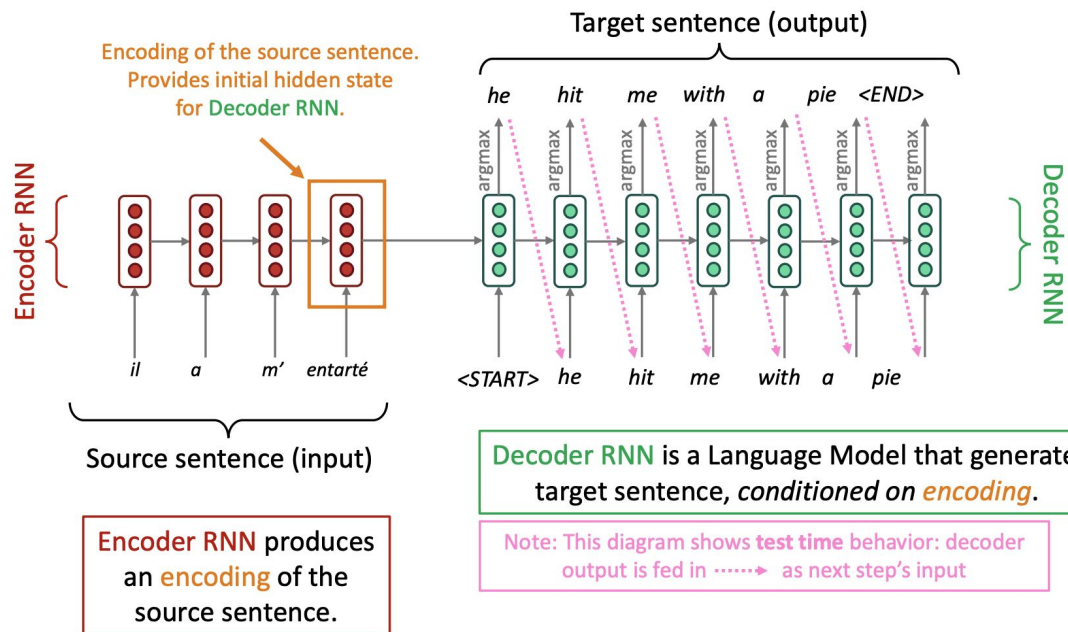 Target sentence (output)
Encoding of the source sentence.
Provides initial hidden state
for Decoder RNN.
he hit me with a pie <END>
argmax argmax argmax argmax argmax argmax argmax
Encoder RNN
Decoder RNN
il a m' entarté
<START> he hit me with a pie
Source sentence (input)
Decoder RNN is a Language Model that generate
target sentence, conditioned on encoding.
Encoder RNN produces
an encoding of the
source sentence.
Note: This diagram shows test time behavior: decoder
output is fed in as next step's input